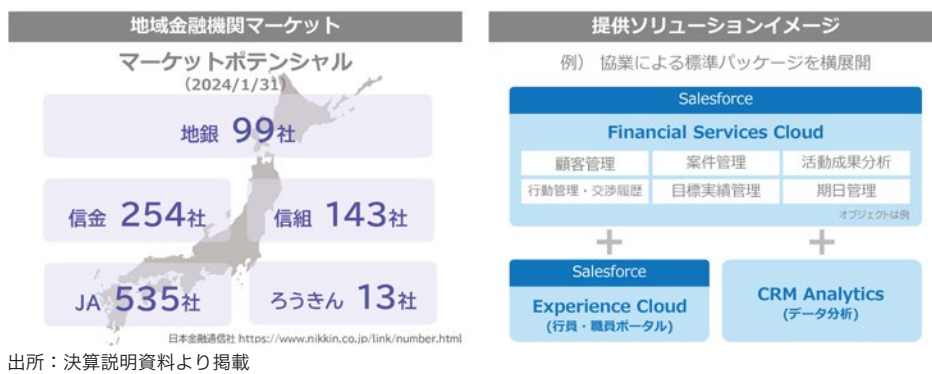 地域金融機関マーケット
マーケットポテンシャル
（2024/1/31）
地銀 99社
信金 254社
信組 143社
JA 535社
ろうきん 13社
日本金融通信社 https://www.nikkin.co.jp/link/number.html
提供ソリューションイメージ
例） 協業による標準パッケージを横展開
Salesforce
Financial Services Cloud
顧客管理
案件管理
活動成果分析
行動管理・交渉履歴
目標実績管理
期日管理
オブジェクトは例
+
+
Salesforce
Experience Cloud
(行員・職員ポータル)
CRM Analytics
(データ分析)
出所：決算説明資料より掲載